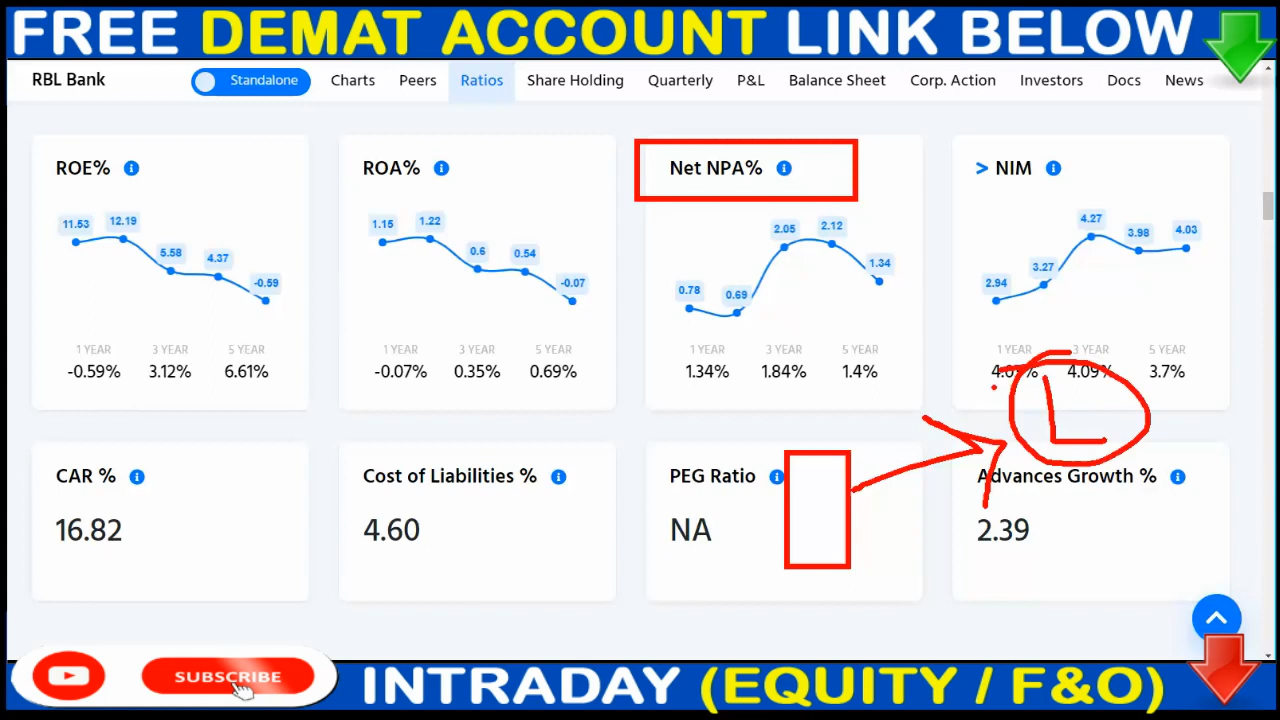 FREE DEMAT ACCOUNT LINK BELOW
RBL Bank Standalone Charts Peers Ratios Share Holding Quarterly P&L Balance Sheet Corp. Action Investors Docs News
ROE% ROA% Net NPA% > NIM
11.53 12.19 5.58 4.37 -0.59
1.15 1.22 0.6 0.54 -0.07
0.78 0.69 2.05 2.12 1.34
2.94 3.27 4.27 3.98 4.03
1 YEAR 3 YEAR 5 YEAR 1 YEAR 3 YEAR 5 YEAR 1 YEAR 3 YEAR 5 YEAR 1 YEAR 3 YEAR 5 YEAR
-0.59% 3.12% 6.61% -0.07% 0.35% 0.69% 1.34% 1.84% 1.4% 4.03% 4.09% 3.7%
L
CAR % Cost of Liabilities % PEG Ratio Advances Growth %
16.82 4.60 NA 2.39
SUBSCRIBE
INTRADAY (EQUITY / F&O)